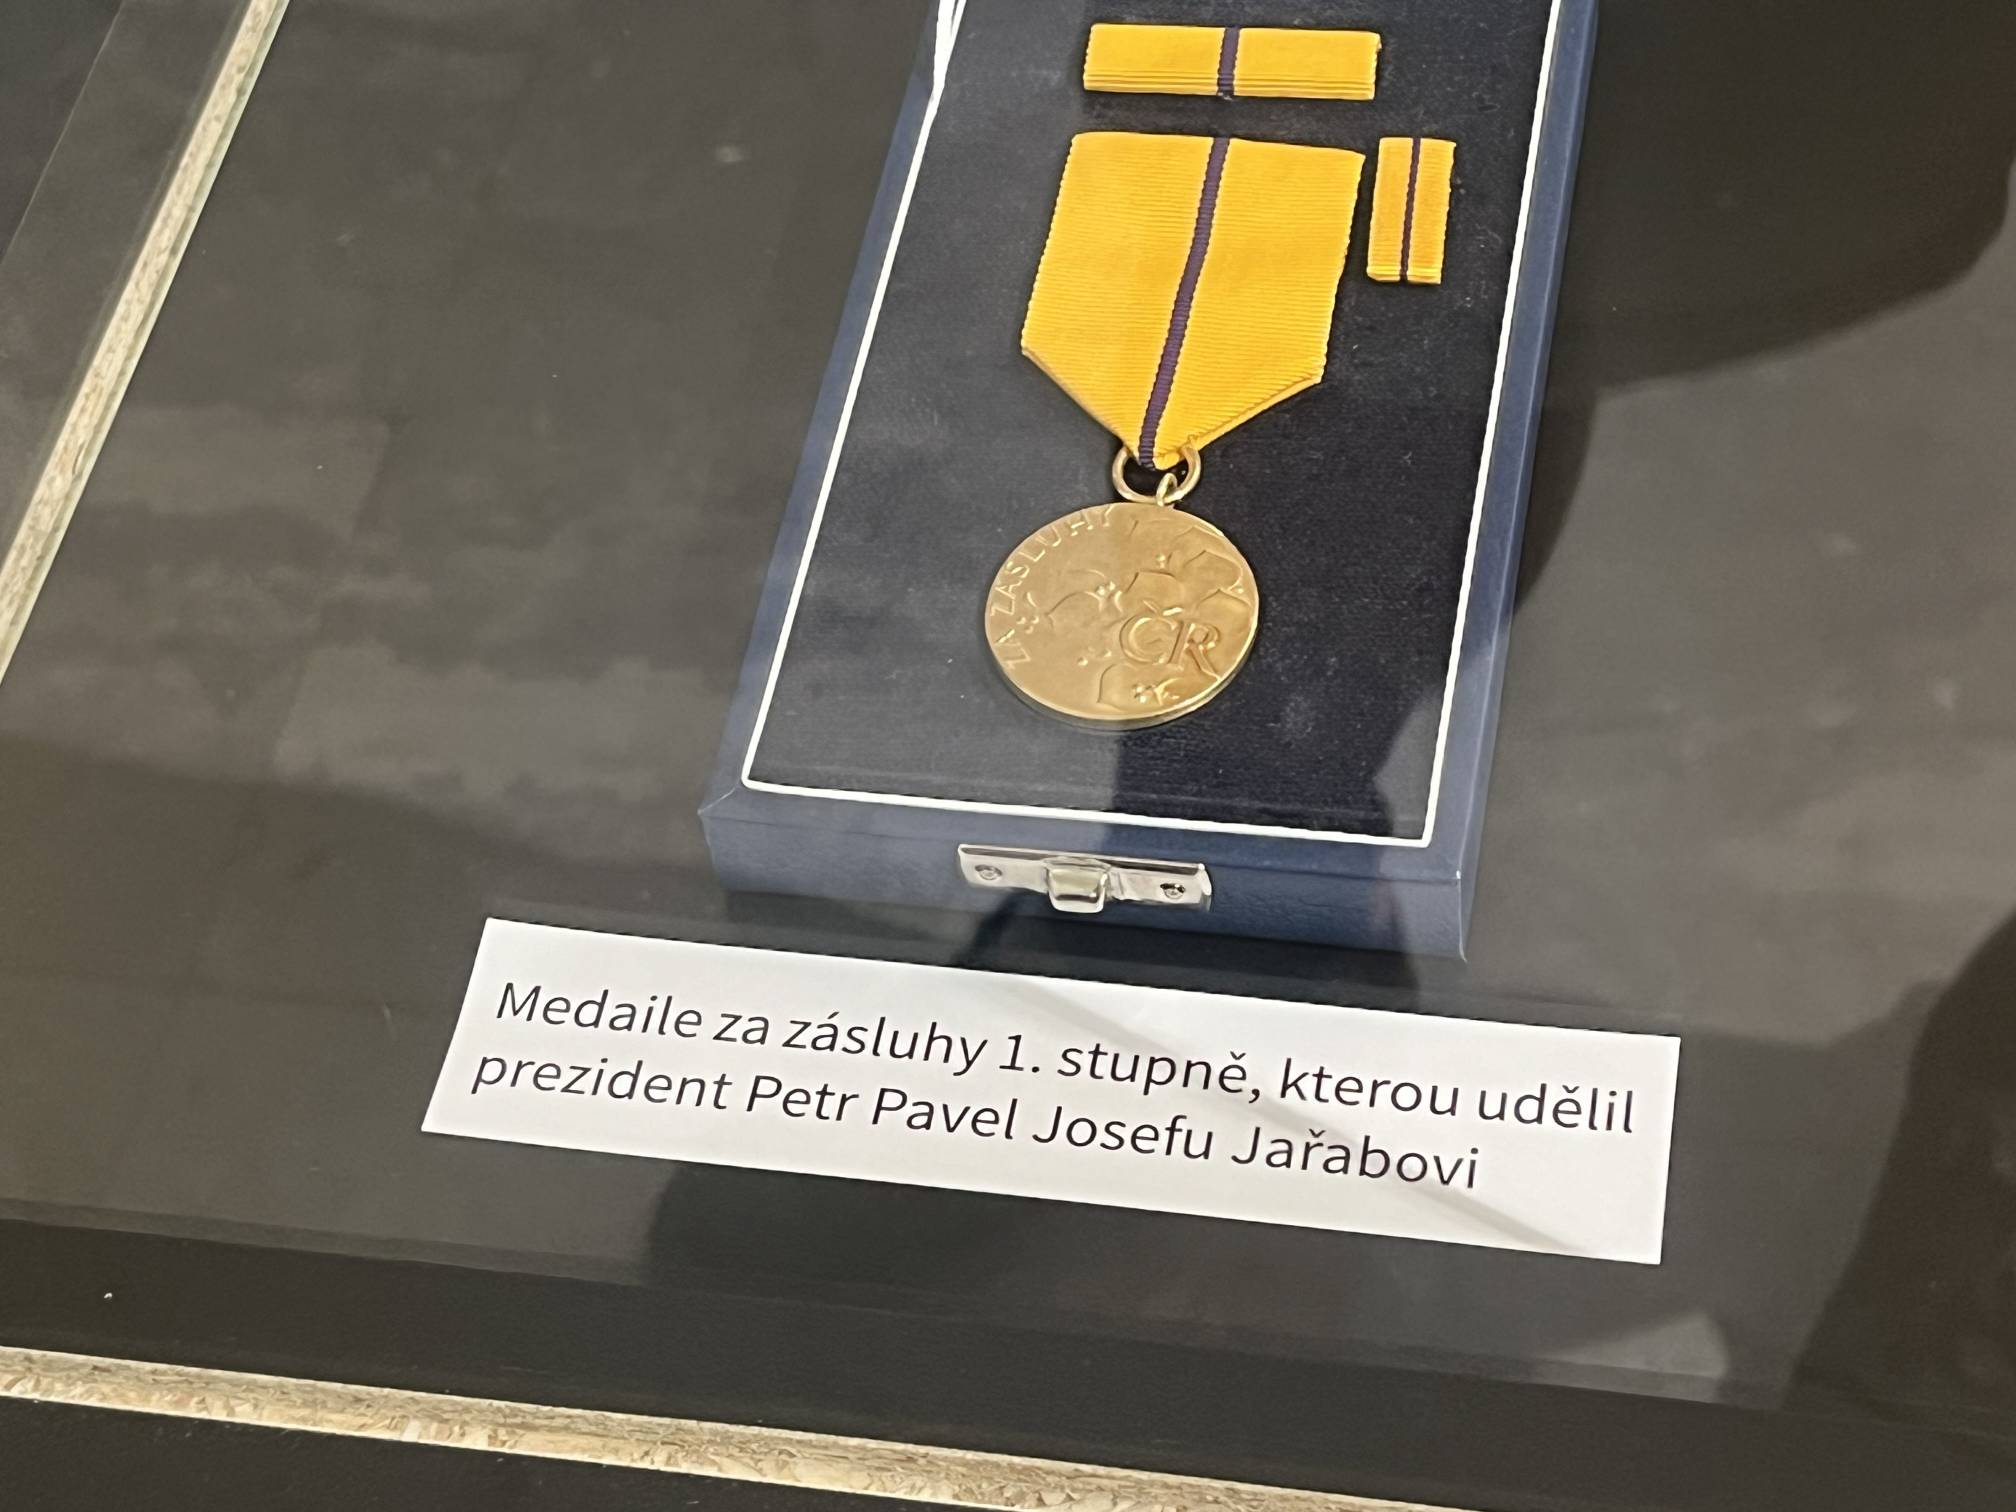 ZA ZÁSLUHY
ČR
Medaile za zásluhy 1. stupně, kterou udělil
prezident Petr Pavel Josefu Jařabovi